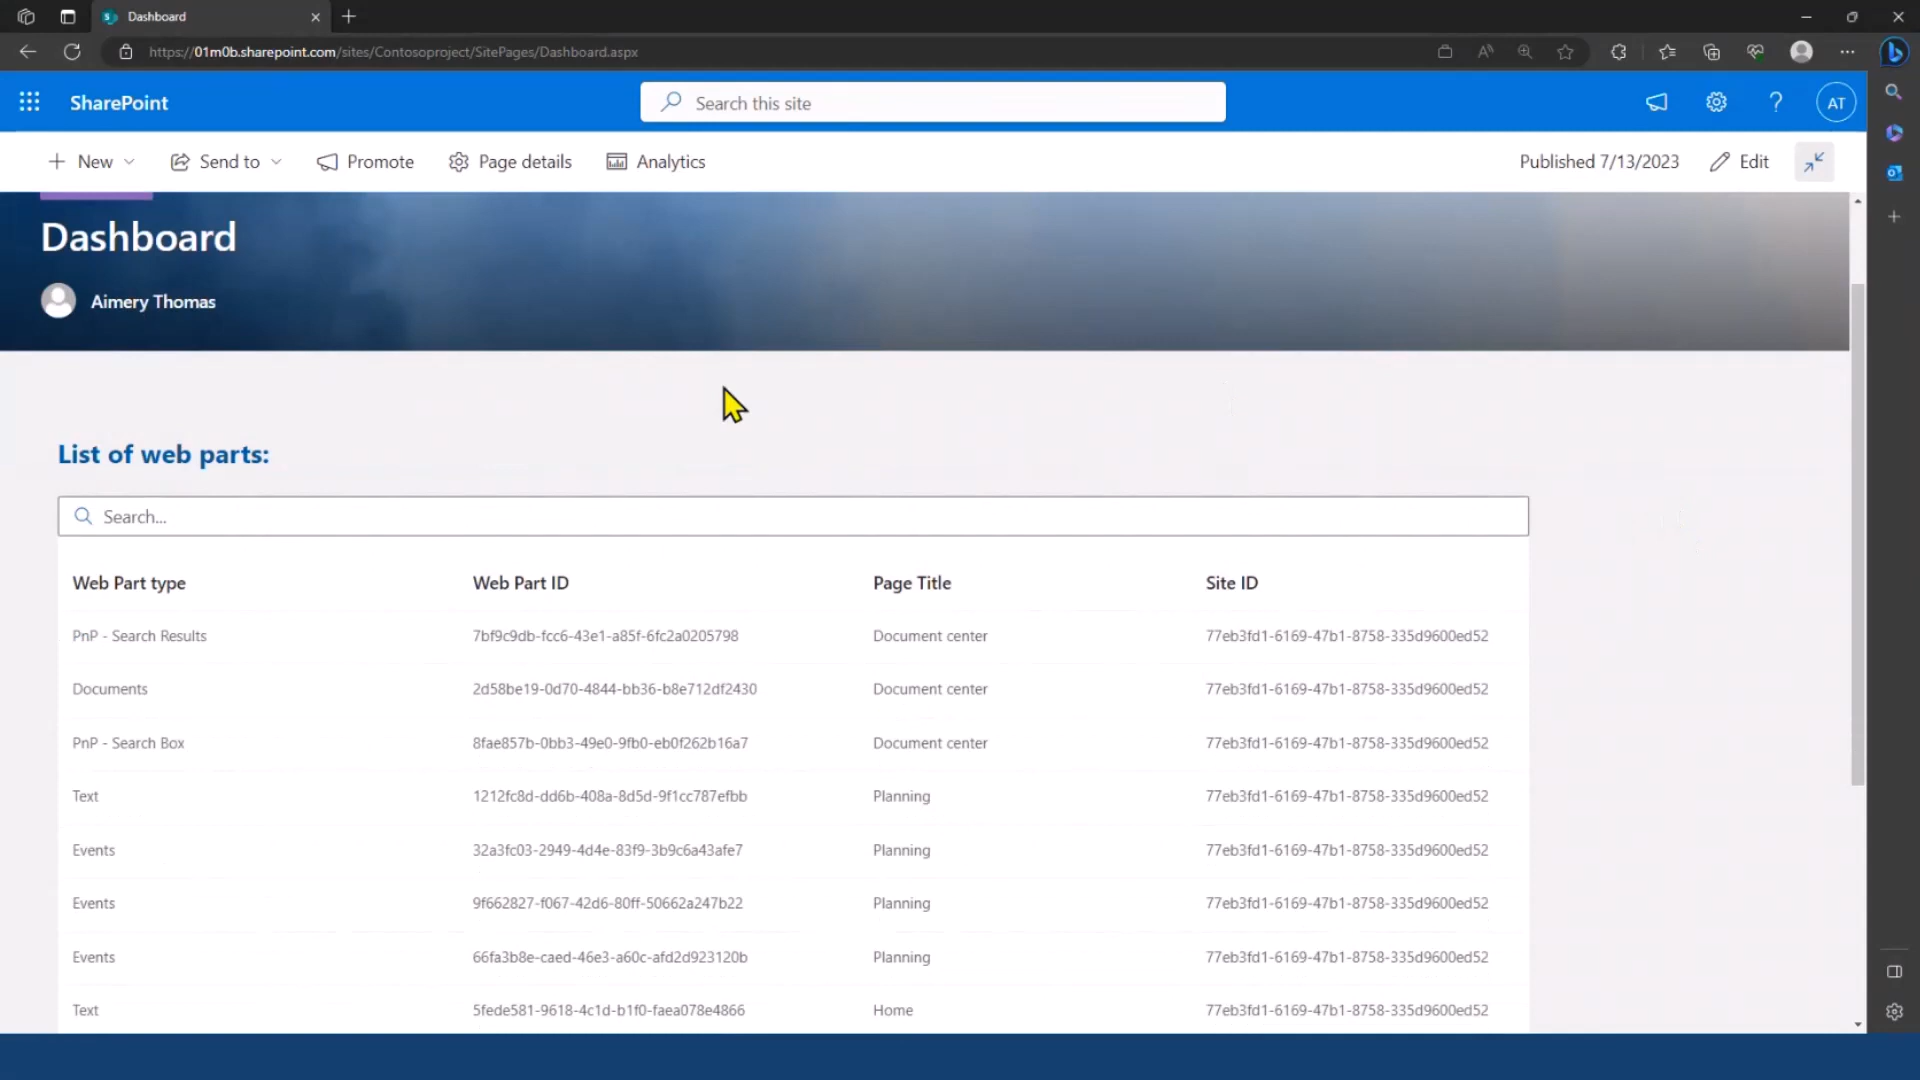 Dashboard
https://01m0b.sharepoint.com/sites/Contosoproject/SitePages/Dashboard.aspx
SharePoint
Search this site
AT
New
Send to
Promote
Page details
Analytics
Published 7/13/2023
Edit
Dashboard
Aimery Thomas
List of web parts:
Search...
Web Part type Web Part ID Page Title Site ID
PnP - Search Results 7bf9c9db-fcc6-43e1-a85f-6fc2a0205798 Document center 77eb3fd1-6169-47b1-8758-335d9600ed52
Documents 2d58be19-0d70-4844-bb36-b8e712df2430 Document center 77eb3fd1-6169-47b1-8758-335d9600ed52
PnP - Search Box 8fae857b-0bb3-49e0-9fb0-eb0f262b16a7 Document center 77eb3fd1-6169-47b1-8758-335d9600ed52
Text 1212fc8d-dd6b-408a-8d5d-9f1cc787efbb Planning 77eb3fd1-6169-47b1-8758-335d9600ed52
Events 32a3fc03-2949-4d4e-83f9-3b9c6a43afe7 Planning 77eb3fd1-6169-47b1-8758-335d9600ed52
Events 9f662827-f067-42d6-80ff-50662a247b22 Planning 77eb3fd1-6169-47b1-8758-335d9600ed52
Events 66fa3b8e-caed-46e3-a60c-afd2d923120b Planning 77eb3fd1-6169-47b1-8758-335d9600ed52
Text 5fede581-9618-4c1d-b1f0-faea078e4866 Home 77eb3fd1-6169-47b1-8758-335d9600ed52